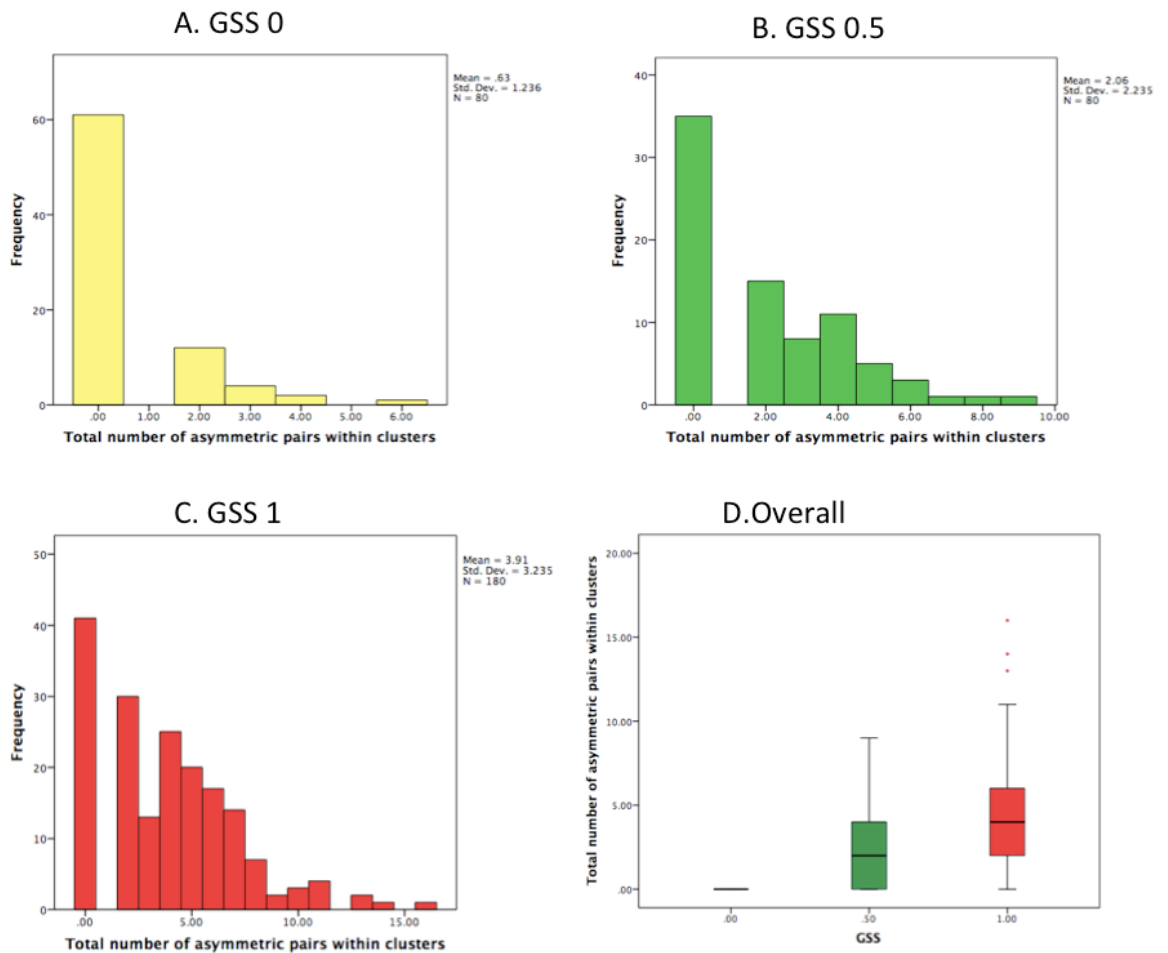 A. GSS 0
Mean = .63
Std. Dev. = 1.236
N = 80
Frequency
60
40
20
0
.00 1.00 2.00 3.00 4.00 5.00 6.00
Total number of asymmetric pairs within clusters
B. GSS 0.5
Mean = 2.06
Std. Dev. = 2.235
N = 80
Frequency
40
30
20
10
0
.00 2.00 4.00 6.00 8.00 10.00
Total number of asymmetric pairs within clusters
C. GSS 1
Mean = 3.91
Std. Dev. = 3.235
N = 180
Frequency
50
40
30
20
10
0
.00 5.00 10.00 15.00
Total number of asymmetric pairs within clusters
D.Overall
Total number of asymmetric pairs within clusters
20.00
15.00
10.00
5.00
.00
.00 .50 1.00
GSS